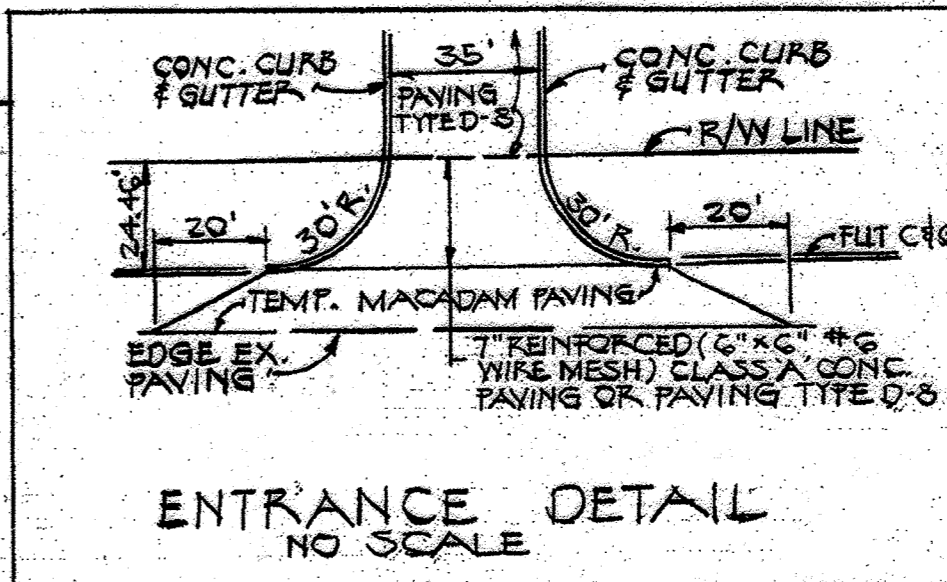 CONC. CURB
& GUTTER
35'
CONC. CURB
& GUTTER
PAVING
TYPE D-8
R/W LINE
24.46'
20'
30' R.
30' R.
20'
FUT C&G
TEMP. MACADAM PAVING
EDGE EX.
PAVING
7" REINFORCED (6" x 6" #6
WIRE MESH) CLASS A CONC.
PAVING OR PAVING TYPE D-8
ENTRANCE DETAIL
NO SCALE